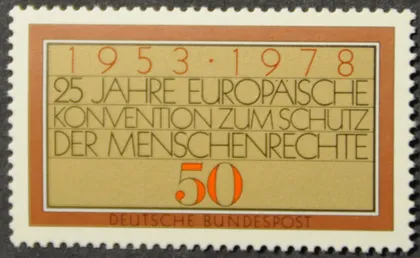 1953·1978
25 JAHRE EUROPÄISCHE
KONVENTION ZUM SCHUTZ
DER MENSCHENRECHTE
50
DEUTSCHE BUNDESPOST